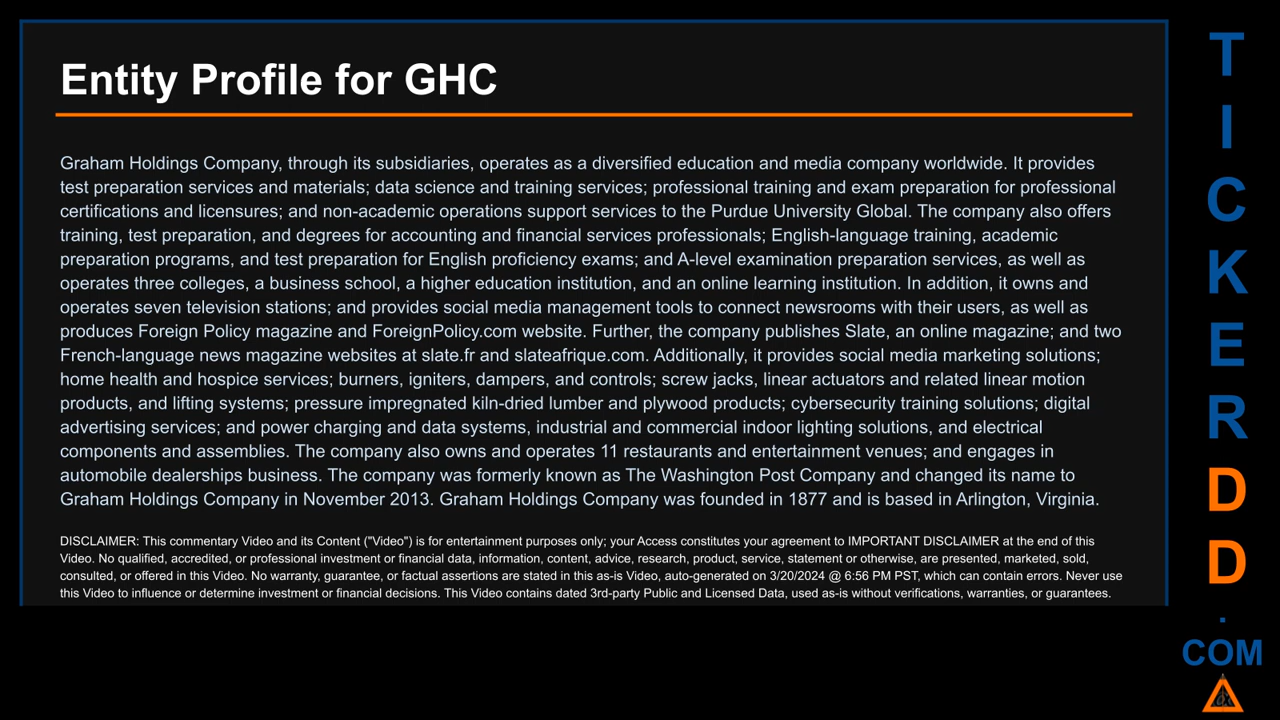 Entity Profile for GHC
Graham Holdings Company, through its subsidiaries, operates as a diversified education and media company worldwide. It provides
test preparation services and materials; data science and training services; professional training and exam preparation for professional
certifications and licensures; and non-academic operations support services to the Purdue University Global. The company also offers
training, test preparation, and degrees for accounting and financial services professionals; English-language training, academic
preparation programs, and test preparation for English proficiency exams; and A-level examination preparation services, as well as
operates three colleges, a business school, a higher education institution, and an online learning institution. In addition, it owns and
operates seven television stations; and provides social media management tools to connect newsrooms with their users, as well as
produces Foreign Policy magazine and ForeignPolicy.com website. Further, the company publishes Slate, an online magazine; and two
French-language news magazine websites at slate.fr and slateafrique.com. Additionally, it provides social media marketing solutions;
home health and hospice services; burners, igniters, dampers, and controls; screw jacks, linear actuators and related linear motion
products, and lifting systems; pressure impregnated kiln-dried lumber and plywood products; cybersecurity training solutions; digital
advertising services; and power charging and data systems, industrial and commercial indoor lighting solutions, and electrical
components and assemblies. The company also owns and operates 11 restaurants and entertainment venues; and engages in
automobile dealerships business. The company was formerly known as The Washington Post Company and changed its name to
Graham Holdings Company in November 2013. Graham Holdings Company was founded in 1877 and is based in Arlington, Virginia.
DISCLAIMER: This commentary Video and its Content ("Video") is for entertainment purposes only; your Access constitutes your agreement to IMPORTANT DISCLAIMER at the end of this
Video. No qualified, accredited, or professional investment or financial data, information, content, advice, research, product, service, statement or otherwise, are presented, marketed, sold,
consulted, or offered in this Video. No warranty, guarantee, or factual assertions are stated in this as-is Video, auto-generated on 3/20/2024 @ 6:56 PM PST, which can contain errors. Never use
this Video to influence or determine investment or financial decisions. This Video contains dated 3rd-party Public and Licensed Data, used as-is without verifications, warranties, or guarantees.
T
I
C
K
E
R
D
D
.
COM